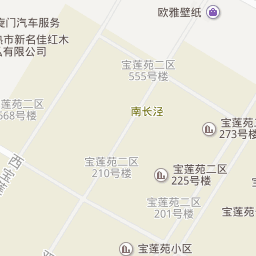 旋门汽车服务
欧雅壁纸
市新名佳红木
有限公司
宝莲苑二区
555号楼
宝莲苑二区
568号楼
南长泾
宝莲苑
273号楼
宝莲苑二区
210号楼
宝莲苑二区
225号楼
宝莲苑二区
201号楼
西宝
宝莲苑
宝莲苑小区